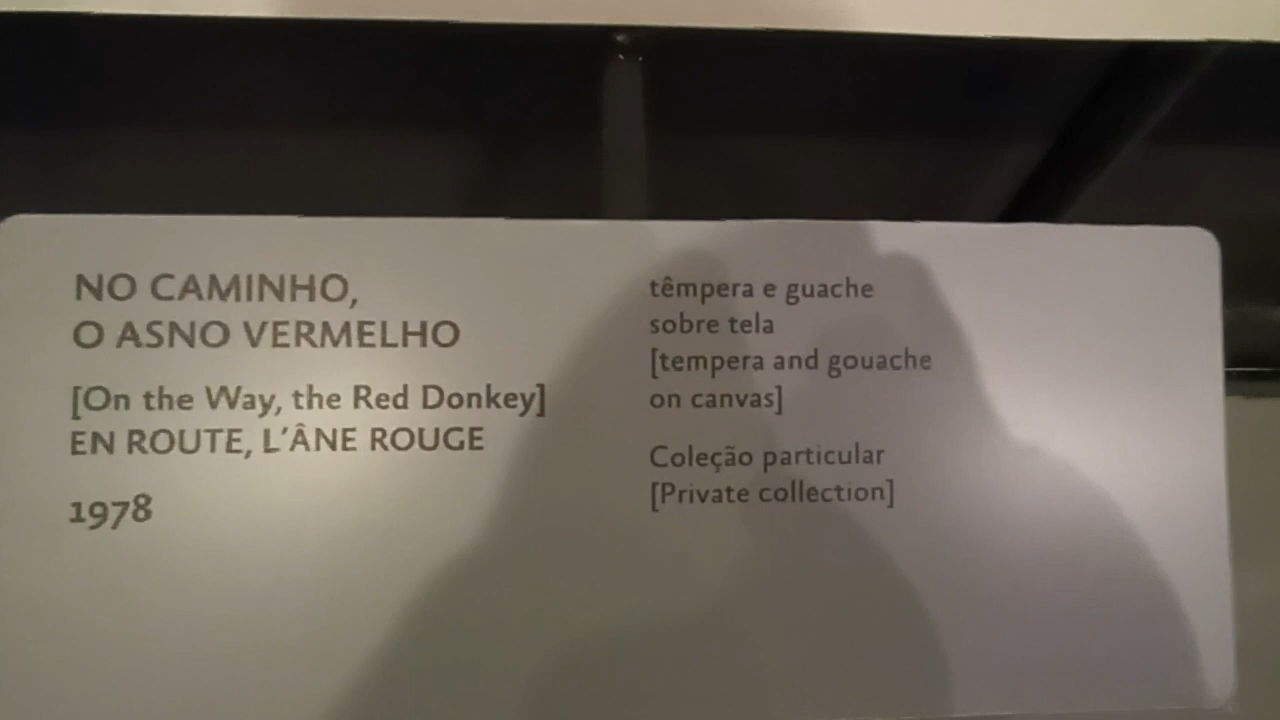 NO CAMINHO,
O ASNO VERMELHO
[On the Way, the Red Donkey]
EN ROUTE, L'ÂNE ROUGE
1978
têmpera e guache
sobre tela
[tempera and gouache
on canvas]
Coleção particular
[Private collection]